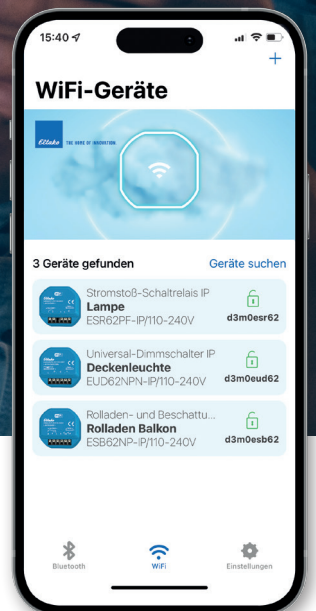 15:40
+
WiFi-Geräte
Eltako THE HOME OF INNOVATION
3 Geräte gefunden Geräte suchen
Stromstoß-Schaltrelais IP
Lampe
ESR62PF-IP/110-240V d3m0esr62
Universal-Dimmschalter IP
Deckenleuchte
EUD62NPN-IP/110-240V d3m0eud62
Rolladen- und Beschattu...
Rolladen Balkon
ESB62NP-IP/110-240V d3m0esb62
Bluetooth WiFi Einstellungen